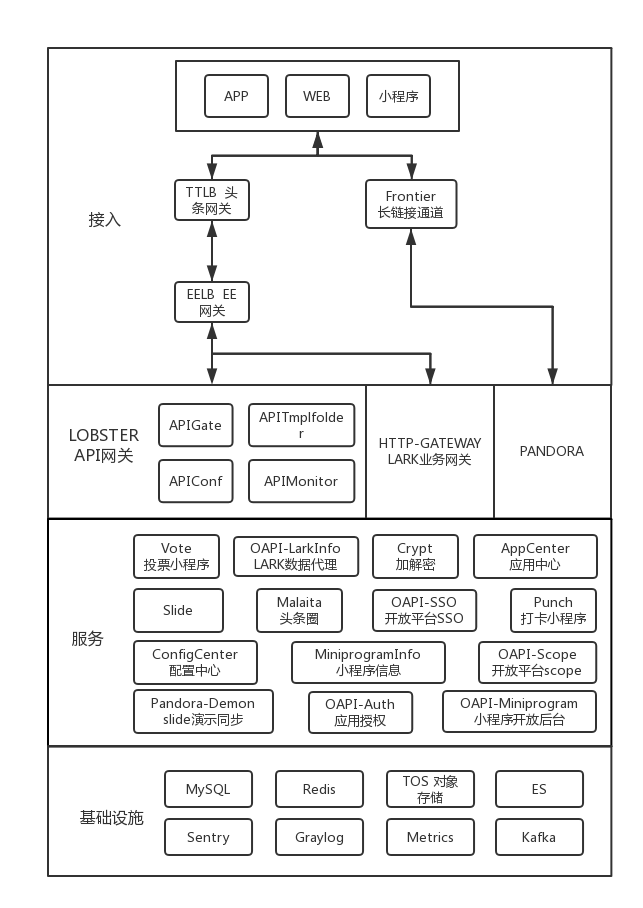 APP
WEB
小程序
TTLB 头
条网关
Frontier
长链接通道
接入
EELB EE
网关
LOBSTER
API网关
APIGate
APITmplfolde
r
APIConf
APIMonitor
HTTP-GATEWAY
LARK业务网关
PANDORA
服务
Vote
投票小程序
OAPI-LarkInfo
LARK数据代理
Crypt
加解密
AppCenter
应用中心
Slide
Malaita
头条圈
OAPI-SSO
开放平台SSO
Punch
打卡小程序
ConfigCenter
配置中心
MiniprogramInfo
小程序信息
OAPI-Scope
开放平台scope
Pandora-Demon
slide演示同步
OAPI-Auth
应用授权
OAPI-Miniprogram
小程序开放后台
基础设施
MySQL
Redis
TOS 对象
存储
ES
Sentry
Graylog
Metrics
Kafka